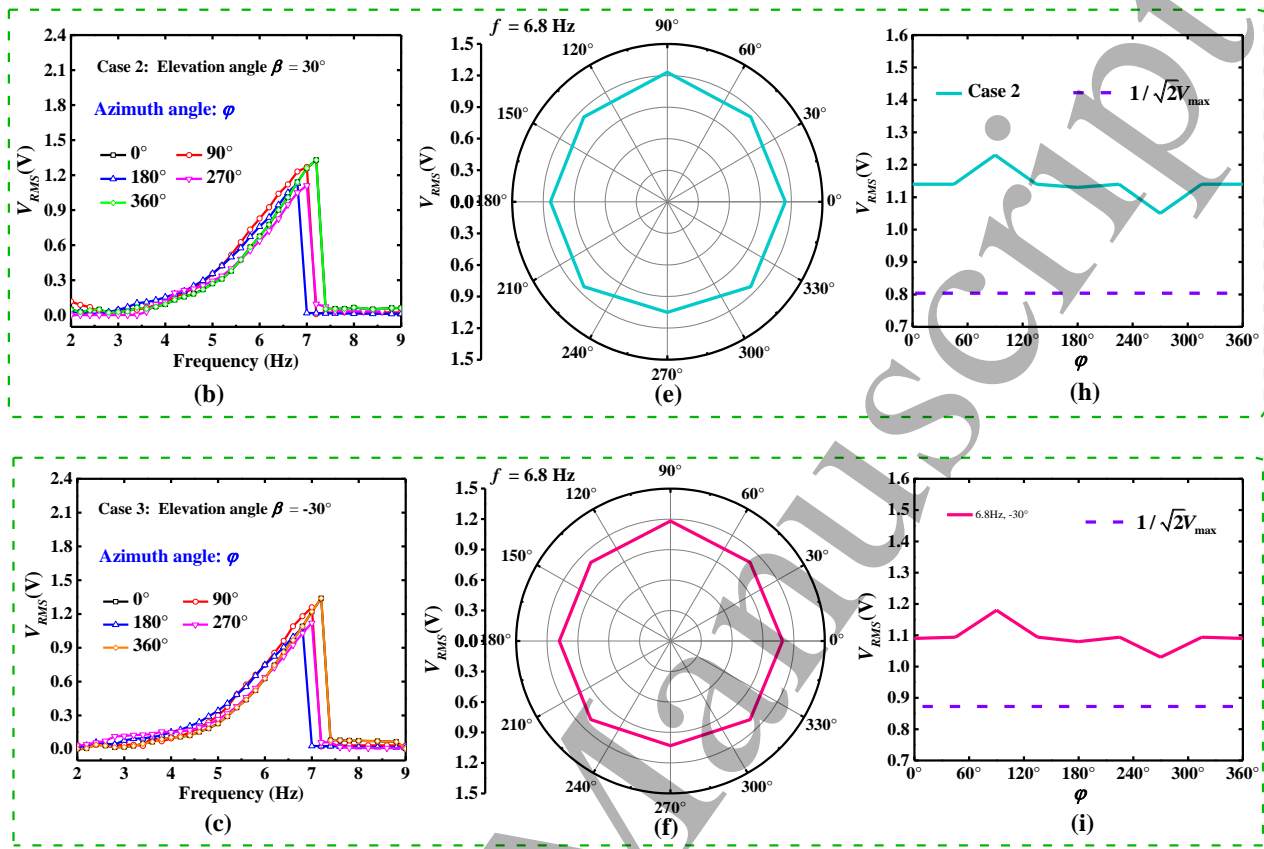 2.4
2.1
1.8
1.5
1.2
0.9
0.6
0.3
0.0
V_RMS(V)
Case 2: Elevation angle β = 30°
Azimuth angle: φ
0° 90°
180° 270°
360°
2 3 4 5 6 7 8 9
Frequency (Hz)
(b)
f = 6.8 Hz
1.5
1.2
0.9
0.6
0.3
0.0
0.3
0.6
0.9
1.2
1.5
V_RMS(V)
90°
120° 60°
150° 30°
180° 0°
210° 330°
240° 300°
270°
(e)
1.6
1.5
1.4
1.3
1.2
1.1
1.0
0.9
0.8
0.7
V_RMS(V)
Case 2 1/√2V_max
0° 60° 120° 180° 240° 300° 360°
φ
(h)
2.4
2.1
1.8
1.5
1.2
0.9
0.6
0.3
0.0
V_RMS(V)
Case 3: Elevation angle β = -30°
Azimuth angle: φ
0° 90°
180° 270°
360°
2 3 4 5 6 7 8 9
Frequency (Hz)
(c)
f = 6.8 Hz
1.5
1.2
0.9
0.6
0.3
0.0
0.3
0.6
0.9
1.2
1.5
V_RMS(V)
90°
120° 60°
150° 30°
180° 0°
210° 330°
240° 300°
270°
(f)
1.6
1.5
1.4
1.3
1.2
1.1
1.0
0.9
0.8
0.7
V_RMS(V)
6.8Hz, -30° 1/√2V_max
0° 60° 120° 180° 240° 300° 360°
φ
(i)
Manuscript